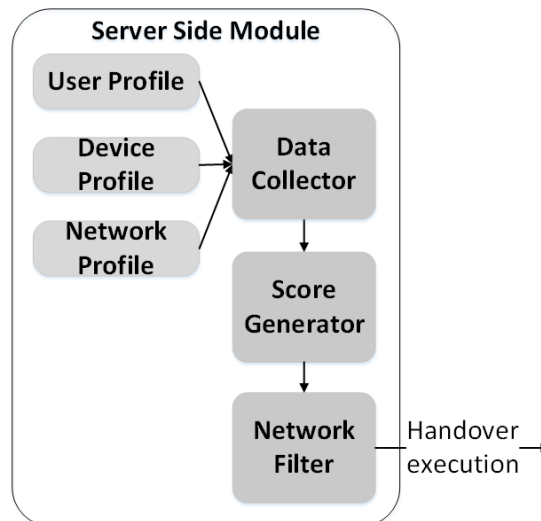 Server Side Module
User Profile
Device
Profile
Network
Profile
Data
Collector
Score
Generator
Network
Filter
Handover
execution